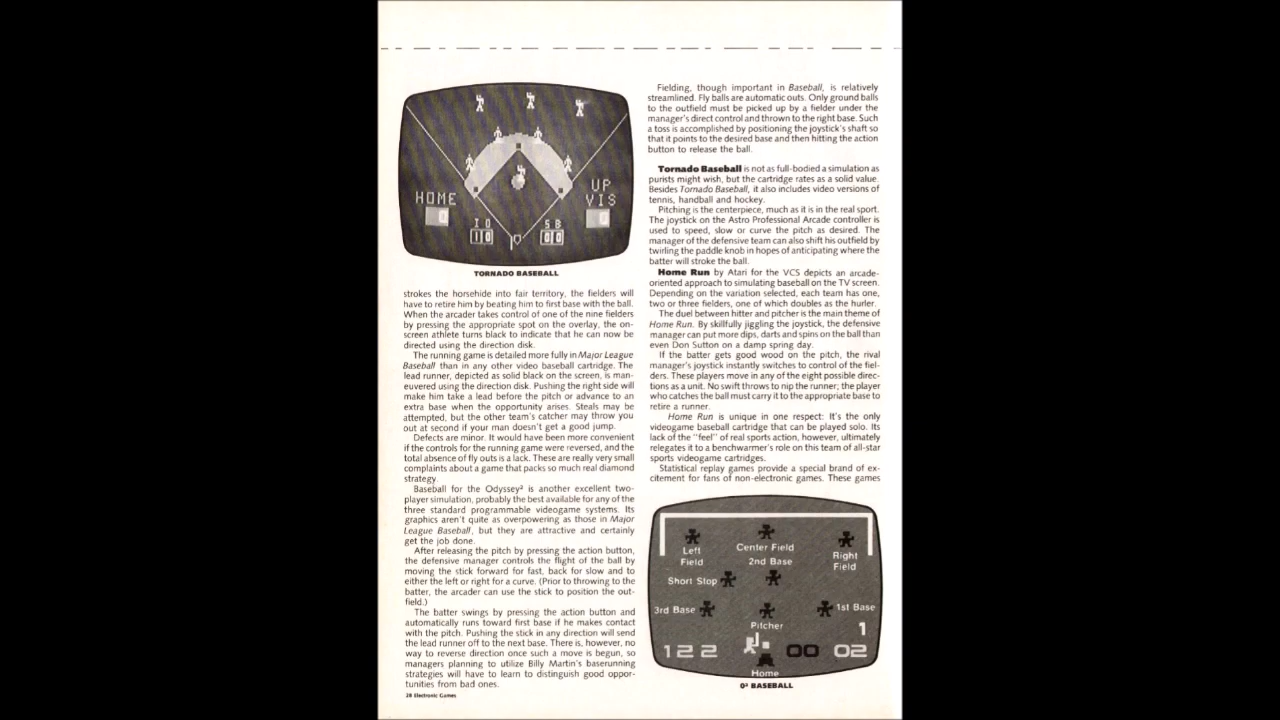 HOME
UP
VIS
0
0
I O
1 0
S B
0 0
TORNADO BASEBALL
strokes the horsehide into fair territory, the fielders will
have to retire him by beating him to first base with the ball.
When the arcader takes control of one of the nine fielders
by pressing the appropriate spot on the overlay, the on-
screen athlete turns black to indicate that he can now be
directed using the direction disk.
The running game is detailed more fully in Major League
Baseball than in any other video baseball cartridge. The
lead runner, depicted as solid black on the screen, is man-
euvered using the direction disk. Pushing the right side will
make him take a lead before the pitch or advance to an
extra base when the opportunity arises. Steals may be
attempted, but the other team's catcher may throw you
out at second if your man doesn't get a good jump.
Defects are minor. It would have been more convenient
if the controls for the running game were reversed, and the
total absence of fly outs is a lack. These are really very small
complaints about a game that packs so much real diamond
strategy.
Baseball for the Odyssey² is another excellent two-
player simulation, probably the best available for any of the
three standard programmable videogame systems. Its
graphics aren't quite as overpowering as those in Major
League Baseball, but they are attractive and certainly
get the job done.
After releasing the pitch by pressing the action button,
the defensive manager controls the flight of the ball by
moving the stick forward for fast, back for slow and to
either the left or right for a curve. (Prior to throwing to the
batter, the arcader can use the stick to position the out-
field.)
The batter swings by pressing the action button and
automatically runs toward first base if he makes contact
with the pitch. Pushing the stick in any direction will send
the lead runner off to the next base. There is, however, no
way to reverse direction once such a move is begun, so
managers planning to utilize Billy Martin's baserunning
strategies will have to learn to distinguish good oppor-
tunities from bad ones.
28 Electronic Games
Fielding, though important in Baseball, is relatively
streamlined. Fly balls are automatic outs. Only ground balls
to the outfield must be picked up by a fielder under the
manager's direct control and thrown to the right base. Such
a toss is accomplished by positioning the joystick's shaft so
that it points to the desired base and then hitting the action
button to release the ball.
Tornado Baseball is not as full-bodied a simulation as
purists might wish, but the cartridge rates as a solid value.
Besides Tornado Baseball, it also includes video versions of
tennis, handball and hockey.
Pitching is the centerpiece, much as it is in the real sport.
The joystick on the Astro Professional Arcade controller is
used to speed, slow or curve the pitch as desired. The
manager of the defensive team can also shift his outfield by
twirling the paddle knob in hopes of anticipating where the
batter will stroke the ball.
Home Run by Atari for the VCS depicts an arcade-
oriented approach to simulating baseball on the TV screen.
Depending on the variation selected, each team has one,
two or three fielders, one of which doubles as the hurler.
The duel between hitter and pitcher is the main theme of
Home Run. By skillfully jiggling the joystick, the defensive
manager can put more dips, darts and spins on the ball than
even Don Sutton on a damp spring day.
If the batter gets good wood on the pitch, the rival
manager's joystick instantly switches to control of the fiel-
ders. These players move in any of the eight possible direc-
tions as a unit. No swift throws to nip the runner; the player
who catches the ball must carry it to the appropriate base to
retire a runner.
Home Run is unique in one respect: It's the only
videogame baseball cartridge that can be played solo. Its
lack of the "feel" of real sports action, however, ultimately
relegates it to a benchwarmer's role on this team of all-star
sports videogame cartridges.
Statistical replay games provide a special brand of ex-
citement for fans of non-electronic games. These games
Left
Field
Center Field
Right
Field
2nd Base
Short Stop
3rd Base
1st Base
Pitcher
1
122
00
02
Home
O² BASEBALL